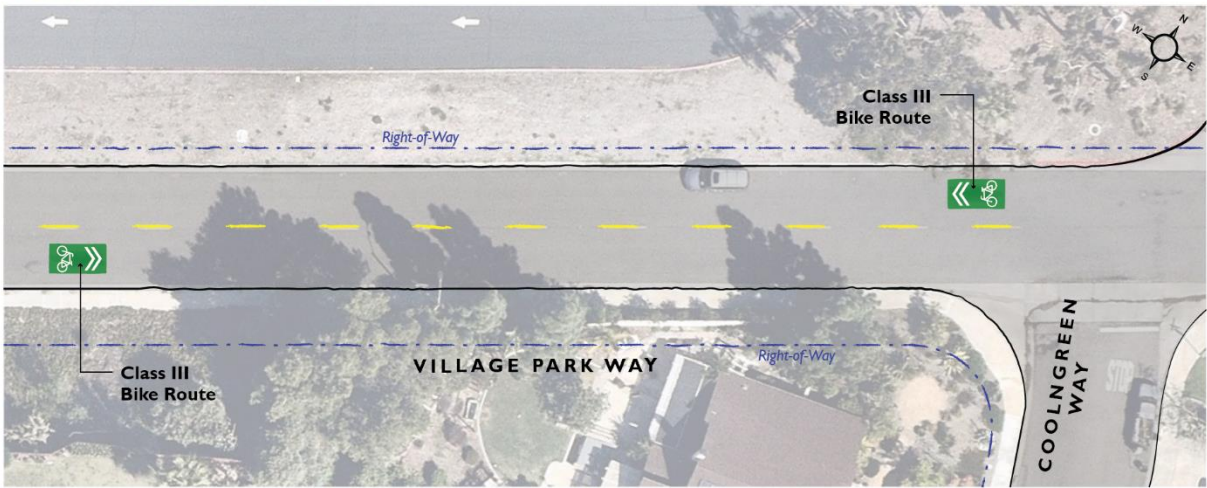 N
W
E
S
Class III
Bike Route
Right-of-Way
Class III
Bike Route
VILLAGE PARK WAY
Right-of-Way
COOLNGREEN
WAY
STOP